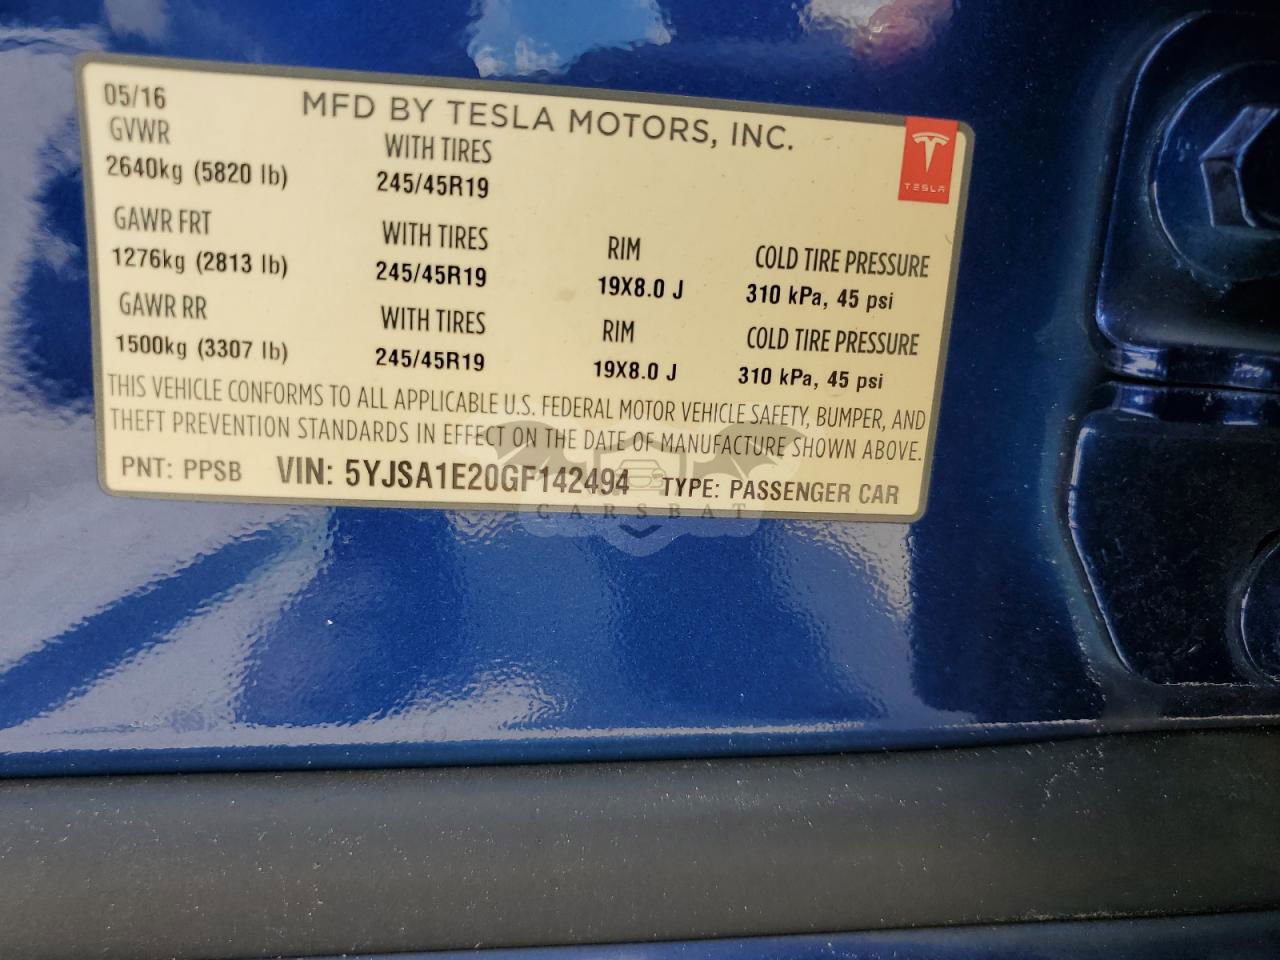 05/16 MFD BY TESLA MOTORS, INC.
GVWR WITH TIRES
2640kg (5820 lb) 245/45R19
TESLA
GAWR FRT WITH TIRES RIM COLD TIRE PRESSURE
1276kg (2813 lb) 245/45R19 19X8.0 J 310 kPa, 45 psi
GAWR RR WITH TIRES RIM COLD TIRE PRESSURE
1500kg (3307 lb) 245/45R19 19X8.0 J 310 kPa, 45 psi
THIS VEHICLE CONFORMS TO ALL APPLICABLE U.S. FEDERAL MOTOR VEHICLE SAFETY, BUMPER, AND
THEFT PREVENTION STANDARDS IN EFFECT ON THE DATE OF MANUFACTURE SHOWN ABOVE.
PNT: PPSB VIN: 5YJSA1E20GF142494 TYPE: PASSENGER CAR
CARSBAT